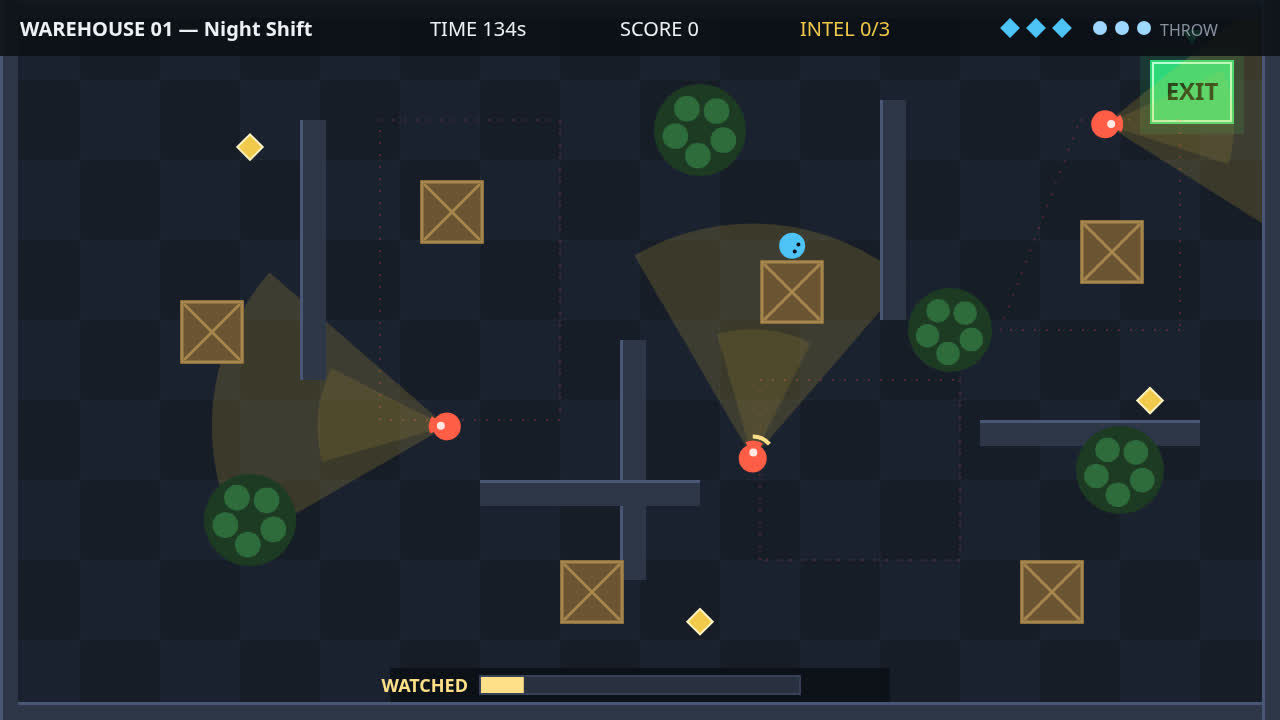 WAREHOUSE 01 — Night Shift TIME 134s SCORE 0 INTEL 0/3 THROW
EXIT
WATCHED